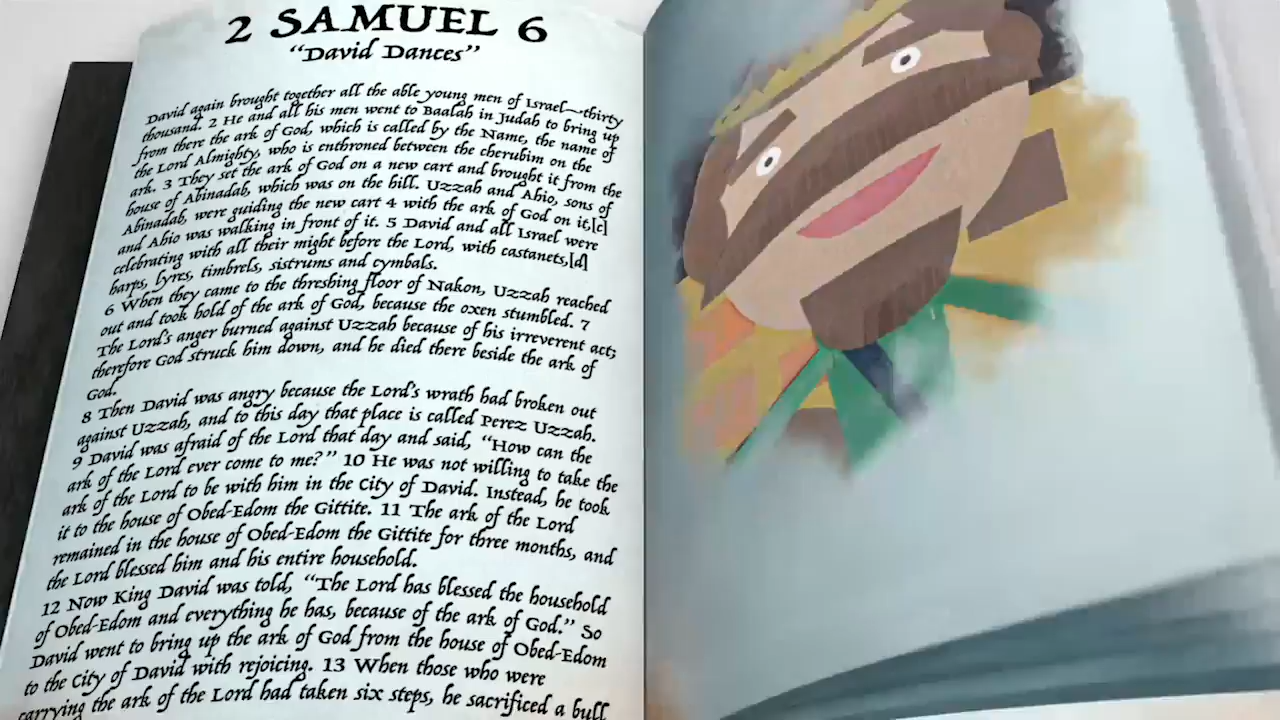 2 SAMUEL 6
“David Dances”
David again brought together all the able young men of Israel—thirty
thousand. 2 He and all his men went to Baalah in Judah to bring up
from there the ark of God, which is called by the Name, the name of
the Lord Almighty, who is enthroned between the cherubim on the
ark. 3 They set the ark of God on a new cart and brought it from the
house of Abinadab, which was on the hill. Uzzah and Ahio, sons of
Abinadab, were guiding the new cart 4 with the ark of God on it,[c]
and Ahio was walking in front of it. 5 David and all Israel were
celebrating with all their might before the Lord, with castanets,[d]
harps, lyres, timbrels, sistrums and cymbals.
6 When they came to the threshing floor of Nakon, Uzzah reached
out and took hold of the ark of God, because the oxen stumbled. 7
The Lord’s anger burned against Uzzah because of his irreverent act;
therefore God struck him down, and he died there beside the ark of
God.
8 Then David was angry because the Lord’s wrath had broken out
against Uzzah, and to this day that place is called Perez Uzzah.
9 David was afraid of the Lord that day and said, “How can the
ark of the Lord ever come to me?” 10 He was not willing to take the
ark of the Lord to be with him in the City of David. Instead, he took
it to the house of Obed-Edom the Gittite. 11 The ark of the Lord
remained in the house of Obed-Edom the Gittite for three months, and
the Lord blessed him and his entire household.
12 Now King David was told, “The Lord has blessed the household
of Obed-Edom and everything he has, because of the ark of God.” So
David went to bring up the ark of God from the house of Obed-Edom
to the City of David with rejoicing. 13 When those who were
carrying the ark of the Lord had taken six steps, he sacrificed a bull